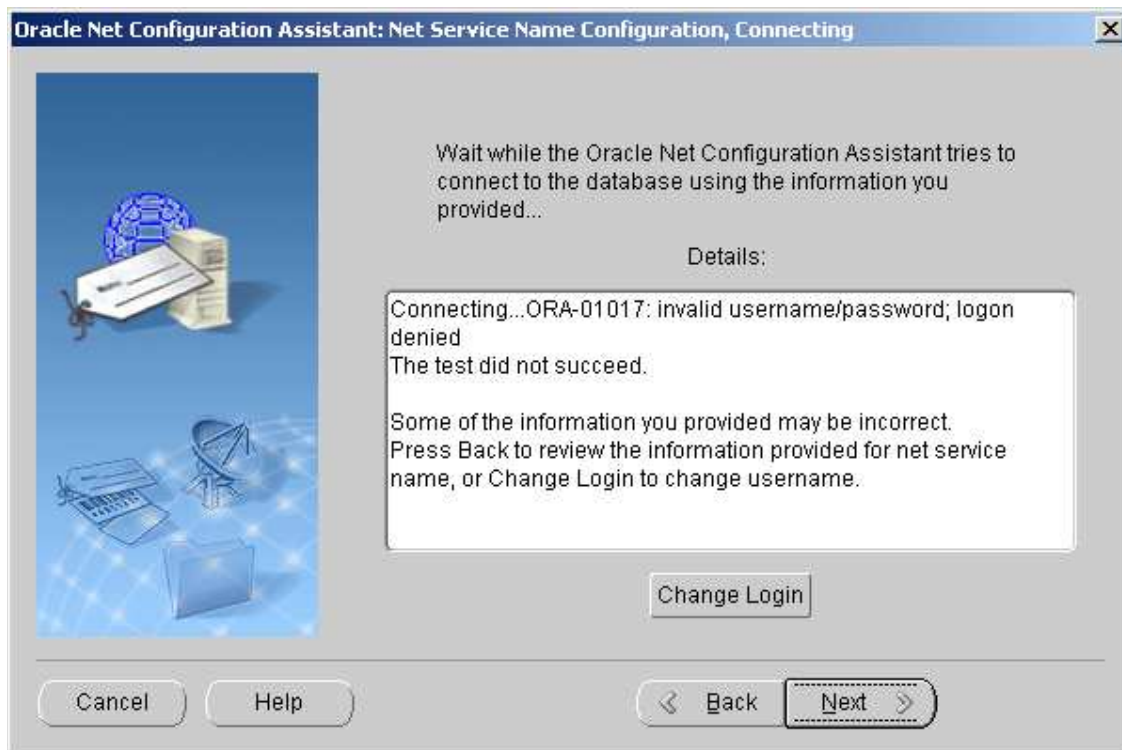 Oracle Net Configuration Assistant: Net Service Name Configuration, Connecting
Wait while the Oracle Net Configuration Assistant tries to
connect to the database using the information you
provided...
Details:
Connecting...ORA-01017: invalid username/password; logon
denied
The test did not succeed.
Some of the information you provided may be incorrect.
Press Back to review the information provided for net service
name, or Change Login to change username.
Change Login
Cancel
Help
Back
Next